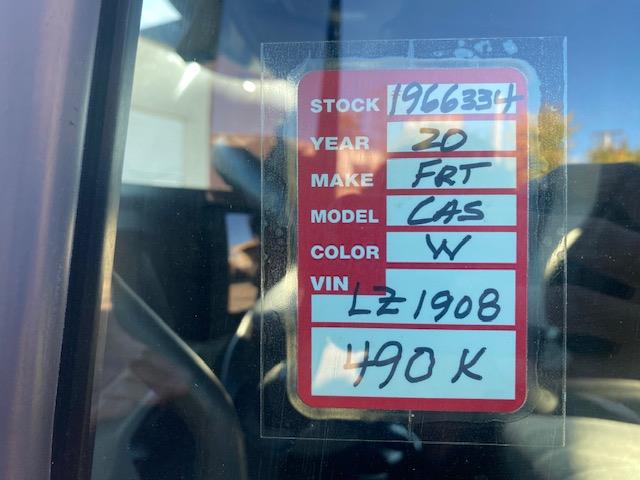 STOCK 1966334
YEAR 20
MAKE FRT
MODEL CAS
COLOR W
VIN
LZ1908
490 K